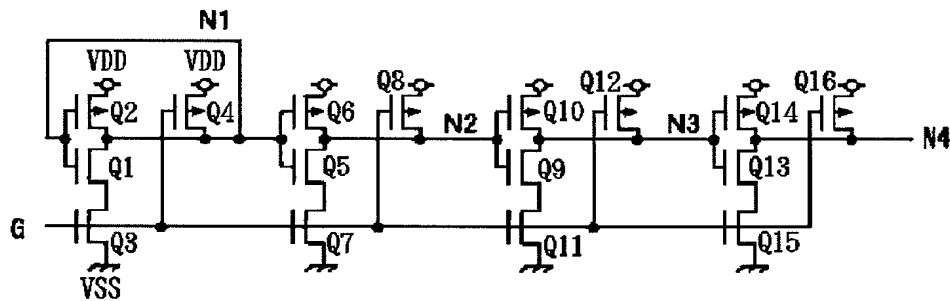 N1
VDD VDD
Q2 Q4 Q6 Q8 Q10 Q12 Q14 Q16
N2 N3 N4
Q1 Q5 Q9 Q13
G
Q3 Q7 Q11 Q15
VSS